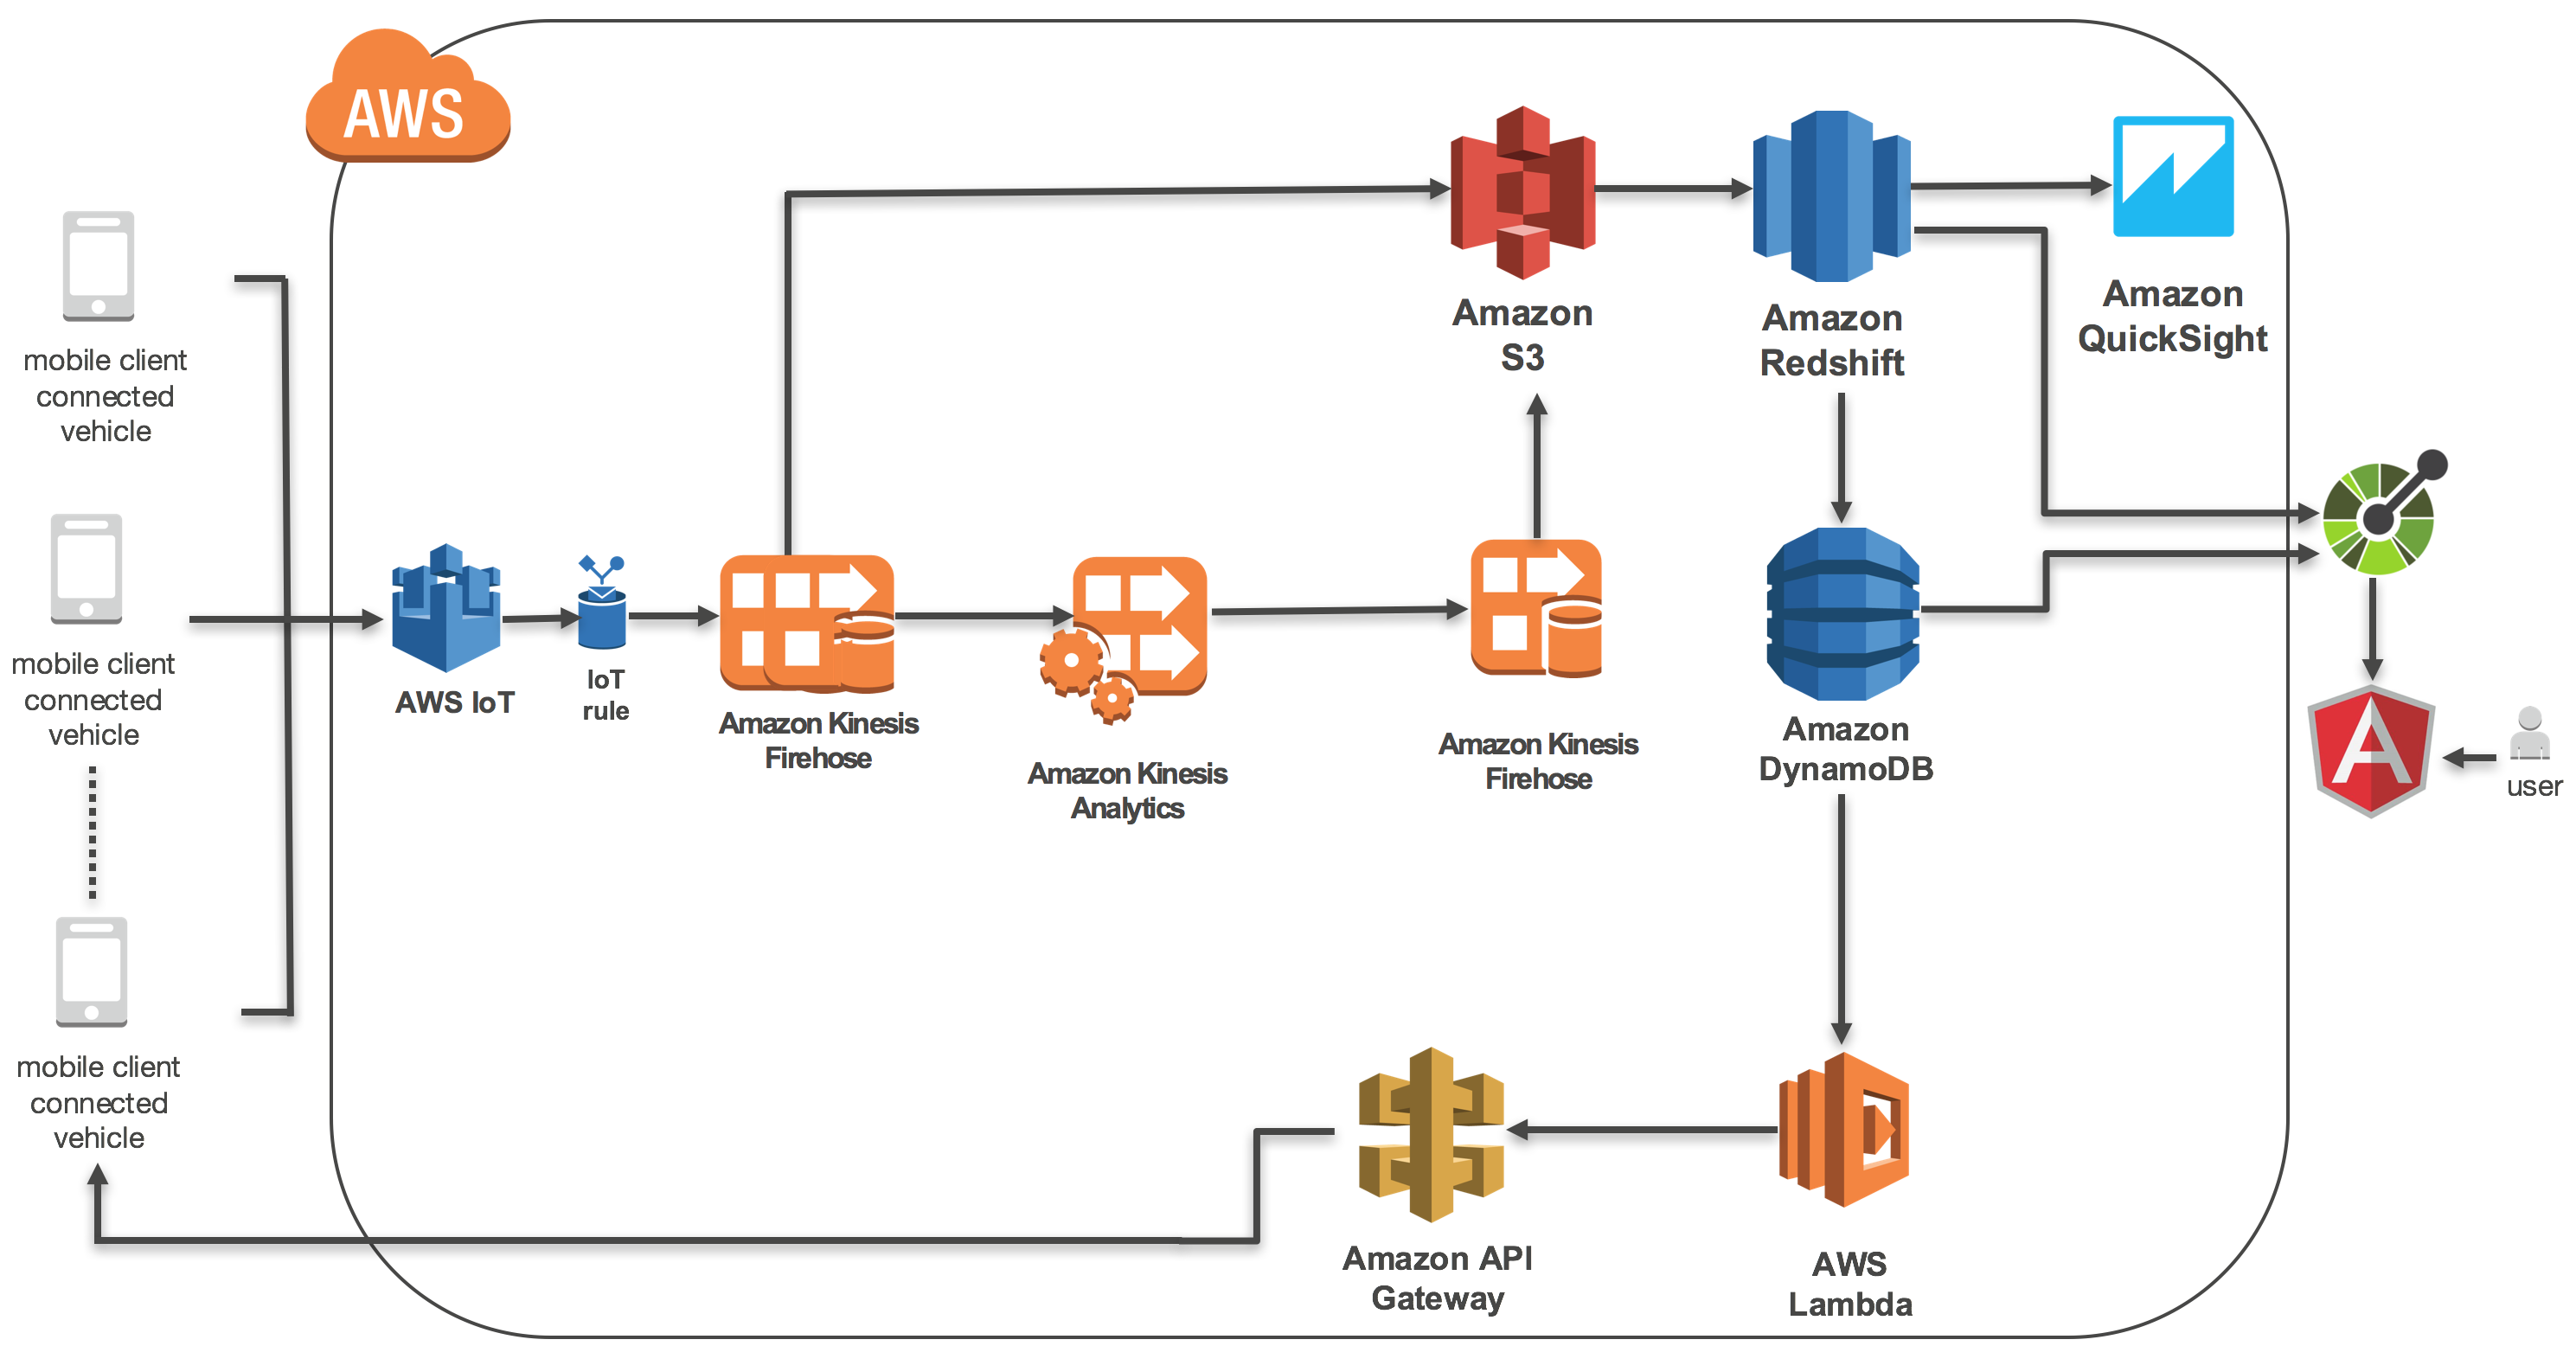 AWS
mobile client
connected
vehicle
mobile client
connected
vehicle
mobile client
connected
vehicle
AWS IoT
IoT
rule
Amazon Kinesis
Firehose
Amazon Kinesis
Analytics
Amazon Kinesis
Firehose
Amazon
S3
Amazon
Redshift
Amazon
QuickSight
Amazon
DynamoDB
A
user
Amazon API
Gateway
AWS
Lambda